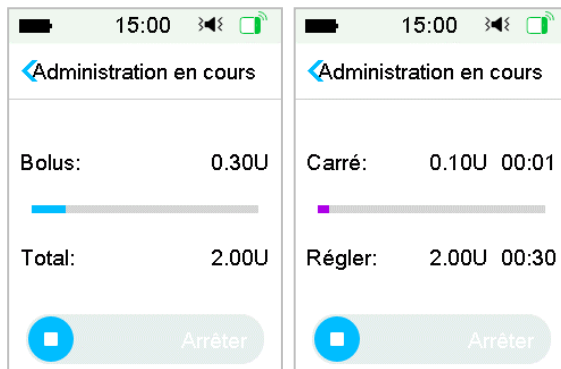 15:00
Administration en cours
Bolus: 0.30U
Total: 2.00U
Arrêter
15:00
Administration en cours
Carré: 0.10U 00:01
Régler: 2.00U 00:30
Arrêter